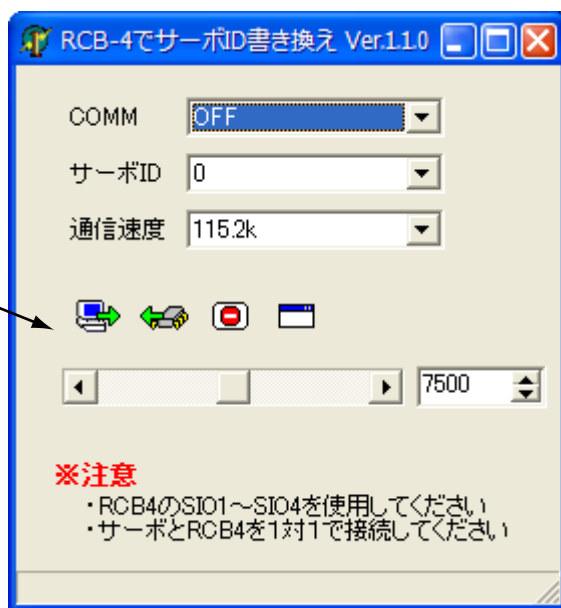 RCB-4でサーボID書き換え Ver.1.1.0
COMM OFF
サーボID 0
通信速度 115.2k
7500
※注意
・RCB4のSIO1～SIO4を使用してください
・サーボとRCB4を1対1で接続してください